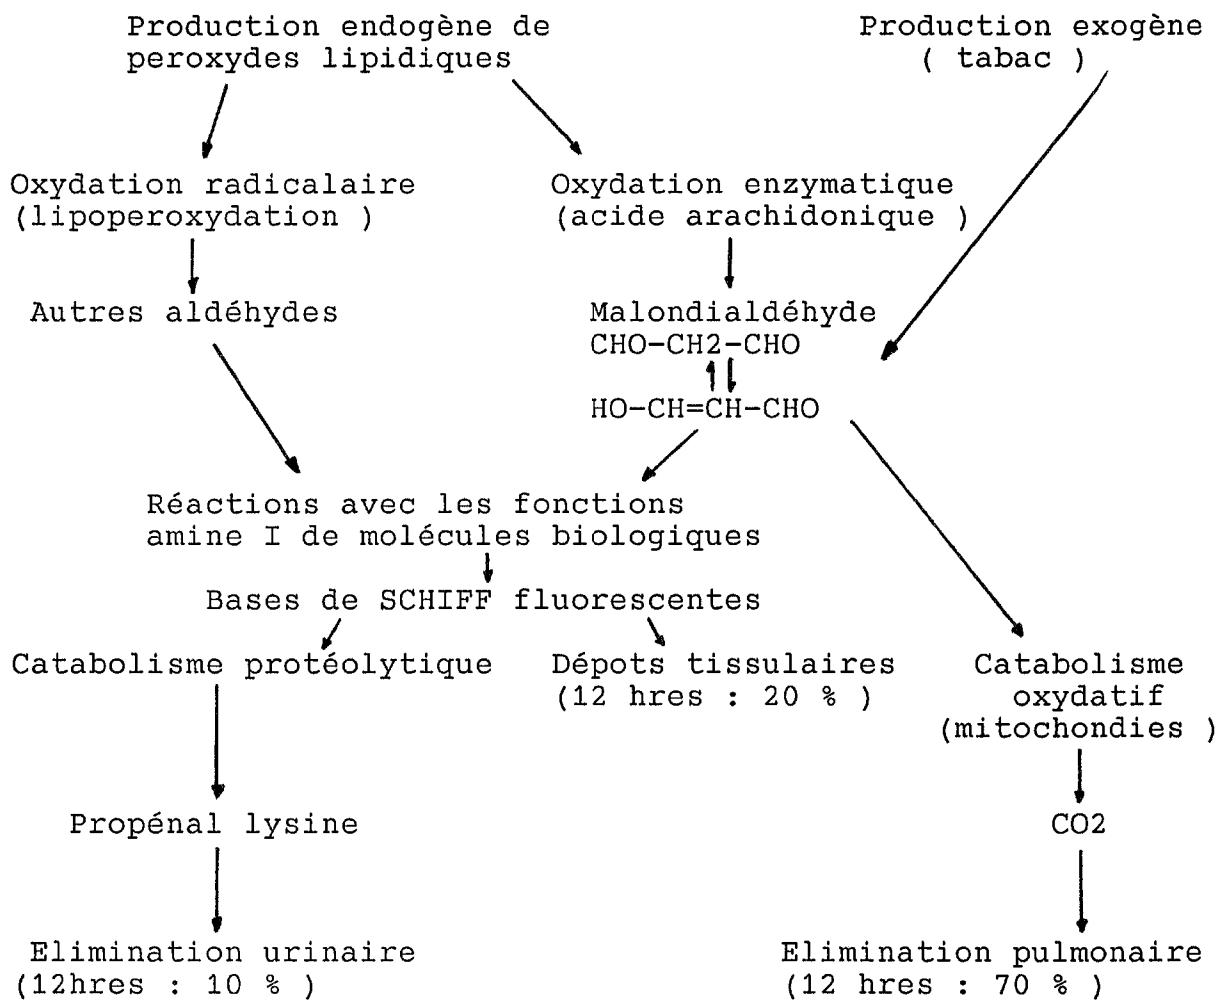 Production endogène de
peroxydes lipidiques
Production exogène
( tabac )
Oxydation radicalaire
(lipoperoxydation )
Oxydation enzymatique
(acide arachidonique )
Autres aldéhydes
Malondialdéhyde
CHO-CH2-CHO
HO-CH=CH-CHO
Réactions avec les fonctions
amine I de molécules biologiques
Bases de SCHIFF fluorescentes
Catabolisme protéolytique
Dépots tissulaires
(12 hres : 20 % )
Catabolisme
oxydatif
(mitochondies )
Propénal lysine
CO2
Elimination urinaire
(12hres : 10 % )
Elimination pulmonaire
(12 hres : 70 % )